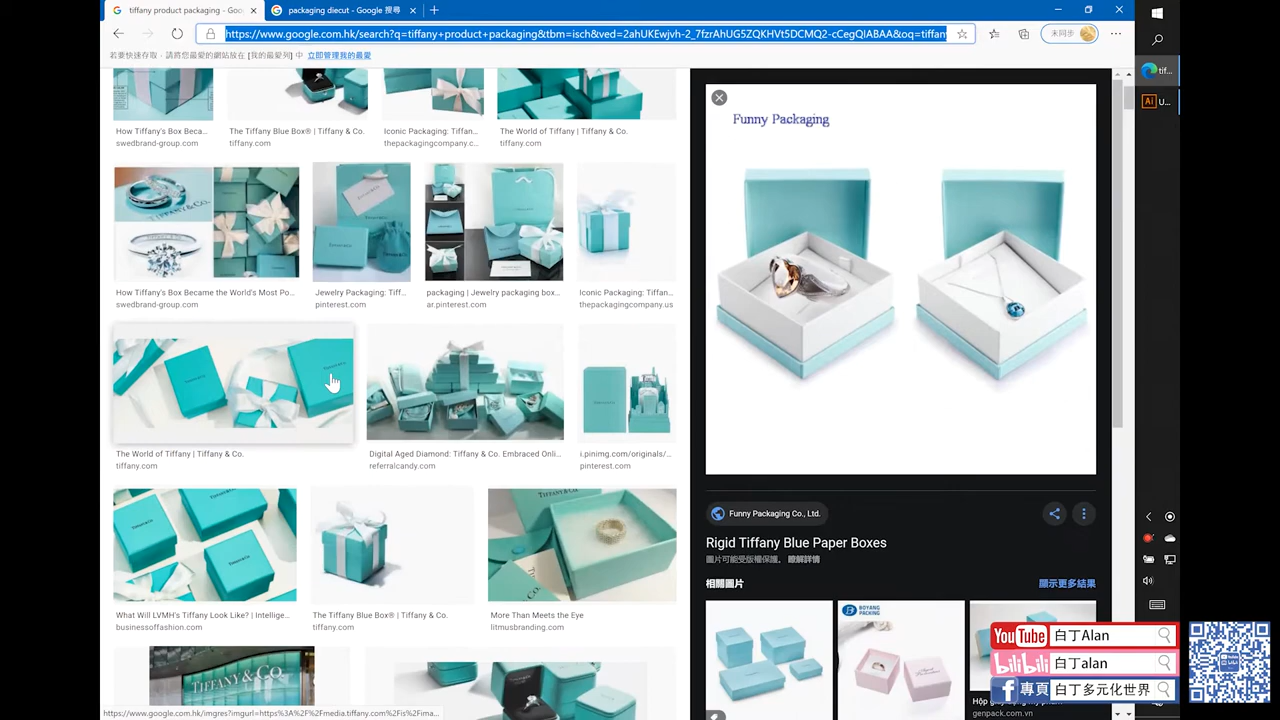 tiffany product packaging - Goo
packaging diecut - Google 搜尋
https://www.google.com.hk/search?q=tiffany+product+packaging&tbm=isch&ved=2ahUKEwjvh-2_7fzrAhUG5ZQKHVt5DCMQ2-cCegQIABAA&oq=tiffany
未同步
若要快速存取，請將您最愛的網站放在 [我的最愛列] 中 立即管理我的最愛
How Tiffany's Box Beca...
swedbrand-group.com
The Tiffany Blue Box® | Tiffany & Co.
tiffany.com
Iconic Packaging: Tiffan...
thepackagingcompany.c...
The World of Tiffany | Tiffany & Co.
tiffany.com
How Tiffany's Box Became the World's Most Po...
swedbrand-group.com
Jewelry Packaging: Tiff...
pinterest.com
packaging | Jewelry packaging box...
ar.pinterest.com
Iconic Packaging: Tiffan...
thepackagingcompany.us
The World of Tiffany | Tiffany & Co.
tiffany.com
Digital Aged Diamond: Tiffany & Co. Embraced Onli...
referralcandy.com
i.pinimg.com/originals/...
pinterest.com
What Will LVMH's Tiffany Look Like? | Intellige...
businessoffashion.com
The Tiffany Blue Box® | Tiffany & Co.
tiffany.com
More Than Meets the Eye
litmusbranding.com
TIFFANY & CO.
https://www.google.com.hk/imgres?imgurl=https%3A%2F%2Fmedia.tiffany.com%2Fis%2Fima...
Funny Packaging
Funny Packaging Co., Ltd.
Rigid Tiffany Blue Paper Boxes
圖片可能受版權保護。 瞭解詳情
相關圖片
顯示更多結果
BOYANG PACKING
genpack.com.vn
tif...
Ai U...
YouTube 白丁Alan
bilibili 白丁alan
f 專頁 白丁多元化世界